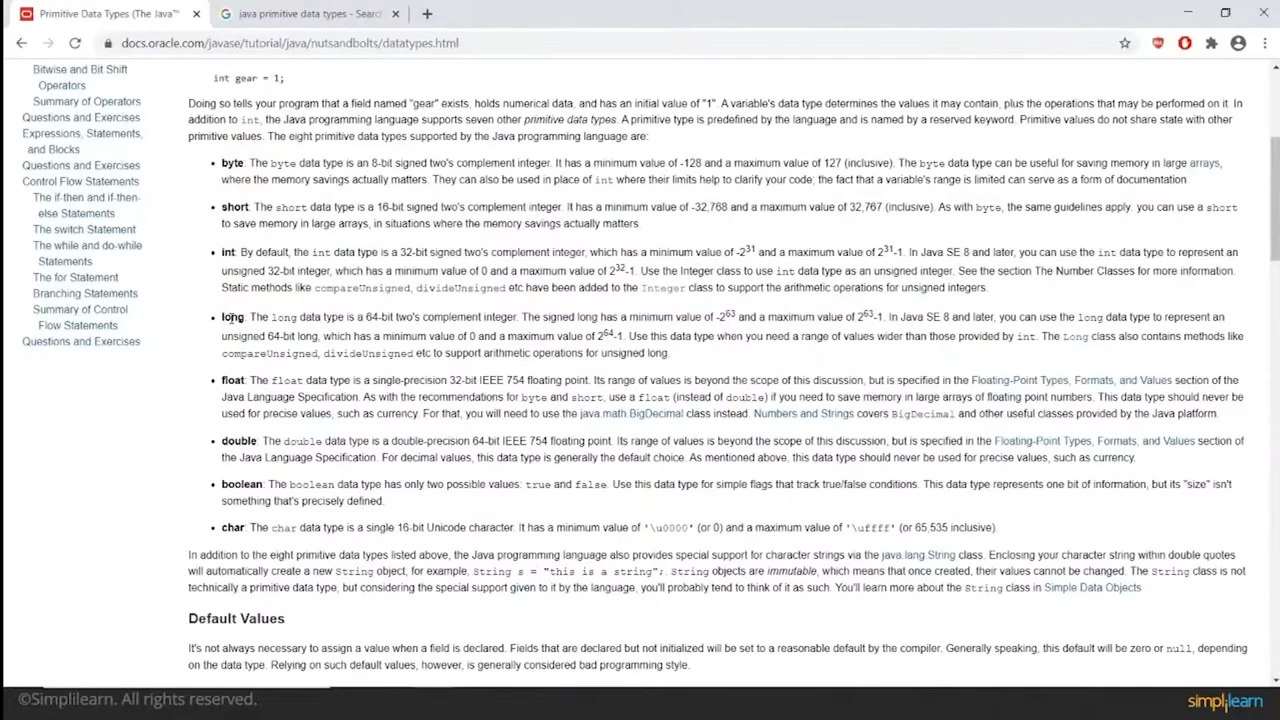 Primitive Data Types (The Java™
java primitive data types - Searc
docs.oracle.com/javase/tutorial/java/nutsandbolts/datatypes.html
Bitwise and Bit Shift
Operators
Summary of Operators
Questions and Exercises
Expressions, Statements,
and Blocks
Questions and Exercises
Control Flow Statements
The if-then and if-then-
else Statements
The switch Statement
The while and do-while
Statements
The for Statement
Branching Statements
Summary of Control
Flow Statements
Questions and Exercises
int gear = 1;
Doing so tells your program that a field named "gear" exists, holds numerical data, and has an initial value of "1". A variable's data type determines the values it may contain, plus the operations that may be performed on it. In
addition to int, the Java programming language supports seven other primitive data types. A primitive type is predefined by the language and is named by a reserved keyword. Primitive values do not share state with other
primitive values. The eight primitive data types supported by the Java programming language are:
• byte: The byte data type is an 8-bit signed two's complement integer. It has a minimum value of -128 and a maximum value of 127 (inclusive). The byte data type can be useful for saving memory in large arrays,
where the memory savings actually matters. They can also be used in place of int where their limits help to clarify your code; the fact that a variable's range is limited can serve as a form of documentation.
• short: The short data type is a 16-bit signed two's complement integer. It has a minimum value of -32,768 and a maximum value of 32,767 (inclusive). As with byte, the same guidelines apply: you can use a short
to save memory in large arrays, in situations where the memory savings actually matters.
• int: By default, the int data type is a 32-bit signed two's complement integer, which has a minimum value of -2³¹ and a maximum value of 2³¹-1. In Java SE 8 and later, you can use the int data type to represent an
unsigned 32-bit integer, which has a minimum value of 0 and a maximum value of 2³²-1. Use the Integer class to use int data type as an unsigned integer. See the section The Number Classes for more information.
Static methods like compareUnsigned, divideUnsigned etc have been added to the Integer class to support the arithmetic operations for unsigned integers.
• long: The long data type is a 64-bit two's complement integer. The signed long has a minimum value of -2⁶³ and a maximum value of 2⁶³-1. In Java SE 8 and later, you can use the long data type to represent an
unsigned 64-bit long, which has a minimum value of 0 and a maximum value of 2⁶⁴-1. Use this data type when you need a range of values wider than those provided by int. The Long class also contains methods like
compareUnsigned, divideUnsigned etc to support arithmetic operations for unsigned long.
• float: The float data type is a single-precision 32-bit IEEE 754 floating point. Its range of values is beyond the scope of this discussion, but is specified in the Floating-Point Types, Formats, and Values section of the
Java Language Specification. As with the recommendations for byte and short, use a float (instead of double) if you need to save memory in large arrays of floating point numbers. This data type should never be
used for precise values, such as currency. For that, you will need to use the java.math.BigDecimal class instead. Numbers and Strings covers BigDecimal and other useful classes provided by the Java platform.
• double: The double data type is a double-precision 64-bit IEEE 754 floating point. Its range of values is beyond the scope of this discussion, but is specified in the Floating-Point Types, Formats, and Values section of
the Java Language Specification. For decimal values, this data type is generally the default choice. As mentioned above, this data type should never be used for precise values, such as currency.
• boolean: The boolean data type has only two possible values: true and false. Use this data type for simple flags that track true/false conditions. This data type represents one bit of information, but its "size" isn't
something that's precisely defined.
• char: The char data type is a single 16-bit Unicode character. It has a minimum value of '\u0000' (or 0) and a maximum value of '\uffff' (or 65,535 inclusive).
In addition to the eight primitive data types listed above, the Java programming language also provides special support for character strings via the java.lang.String class. Enclosing your character string within double quotes
will automatically create a new String object; for example, String s = "this is a string";. String objects are immutable, which means that once created, their values cannot be changed. The String class is not
technically a primitive data type, but considering the special support given to it by the language, you'll probably tend to think of it as such. You'll learn more about the String class in Simple Data Objects
Default Values
It's not always necessary to assign a value when a field is declared. Fields that are declared but not initialized will be set to a reasonable default by the compiler. Generally speaking, this default will be zero or null, depending
on the data type. Relying on such default values, however, is generally considered bad programming style.
©Simplilearn. All rights reserved.
simplilearn